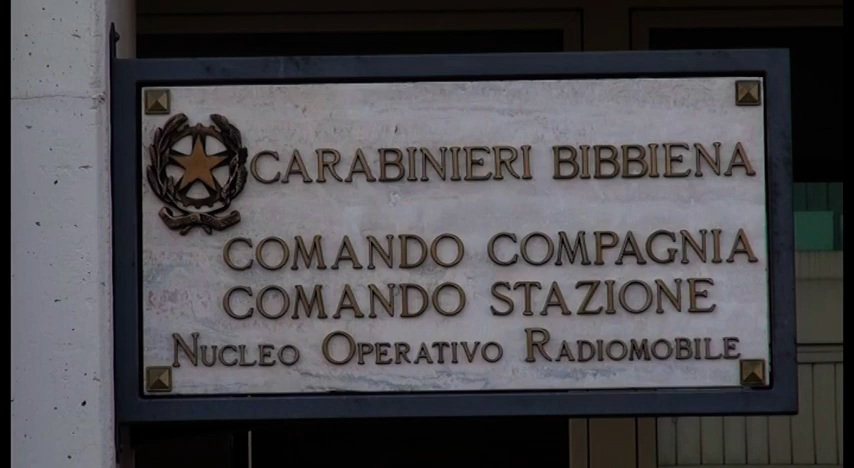 CARABINIERI BIBBIENA
COMANDO COMPAGNIA
COMANDO STAZIONE
NUCLEO OPERATIVO RADIOMOBILE